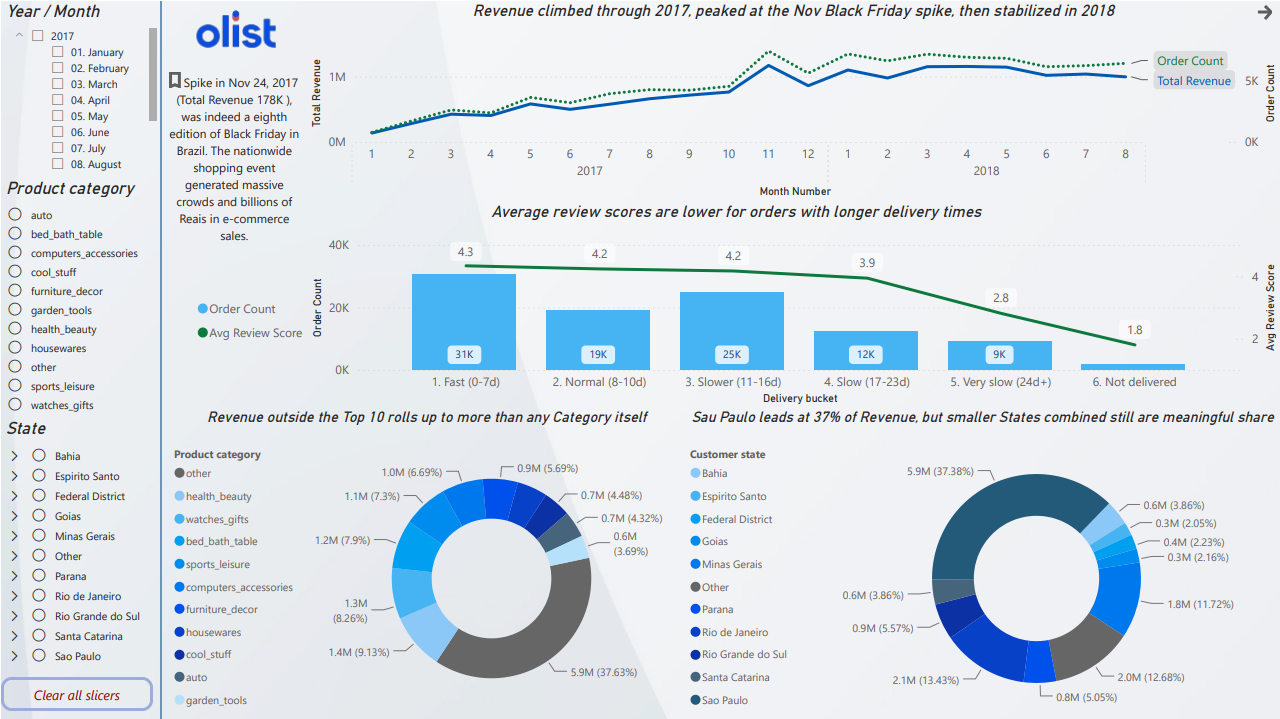 Year / Month
2017
01. January
02. February
03. March
04. April
05. May
06. June
07. July
08. August
Product category
auto
bed_bath_table
computers_accessories
cool_stuff
furniture_decor
garden_tools
health_beauty
housewares
other
sports_leisure
watches_gifts
State
Bahia
Espirito Santo
Federal District
Goias
Minas Gerais
Other
Parana
Rio de Janeiro
Rio Grande do Sul
Santa Catarina
Sao Paulo
Clear all slicers
olist
Spike in Nov 24, 2017
(Total Revenue 178K ),
was indeed a eighth
edition of Black Friday in
Brazil. The nationwide
shopping event
generated massive
crowds and billions of
Reais in e-commerce
sales.
Revenue climbed through 2017, peaked at the Nov Black Friday spike, then stabilized in 2018
Total Revenue
1M
0M
Order Count
Total Revenue
5K
0K
Order Count
1 2 3 4 5 6 7 8 9 10 11 12 1 2 3 4 5 6 7 8
2017 2018
Month Number
Average review scores are lower for orders with longer delivery times
Order Count
Avg Review Score
Order Count
40K
20K
0K
4.3 4.2 4.2 3.9 2.8 1.8
31K 19K 25K 12K 9K
4
2
Avg Review Score
1. Fast (0-7d) 2. Normal (8-10d) 3. Slower (11-16d) 4. Slow (17-23d) 5. Very slow (24d+) 6. Not delivered
Delivery bucket
Revenue outside the Top 10 rolls up to more than any Category itself
Product category
other
health_beauty
watches_gifts
bed_bath_table
sports_leisure
computers_accessories
furniture_decor
housewares
cool_stuff
auto
garden_tools
0.9M (5.69%)
1.0M (6.69%)
0.7M (4.48%)
1.1M (7.3%)
0.7M (4.32%)
0.6M
(3.69%)
1.2M (7.9%)
1.3M
(8.26%)
1.4M (9.13%)
5.9M (37.63%)
Sau Paulo leads at 37% of Revenue, but smaller States combined still are meaningful share
Customer state
Bahia
Espirito Santo
Federal District
Goias
Minas Gerais
Other
Parana
Rio de Janeiro
Rio Grande do Sul
Santa Catarina
Sao Paulo
5.9M (37.38%)
0.6M (3.86%)
0.3M (2.05%)
0.4M (2.23%)
0.3M (2.16%)
0.6M (3.86%)
1.8M (11.72%)
0.9M (5.57%)
2.1M (13.43%)
2.0M (12.68%)
0.8M (5.05%)